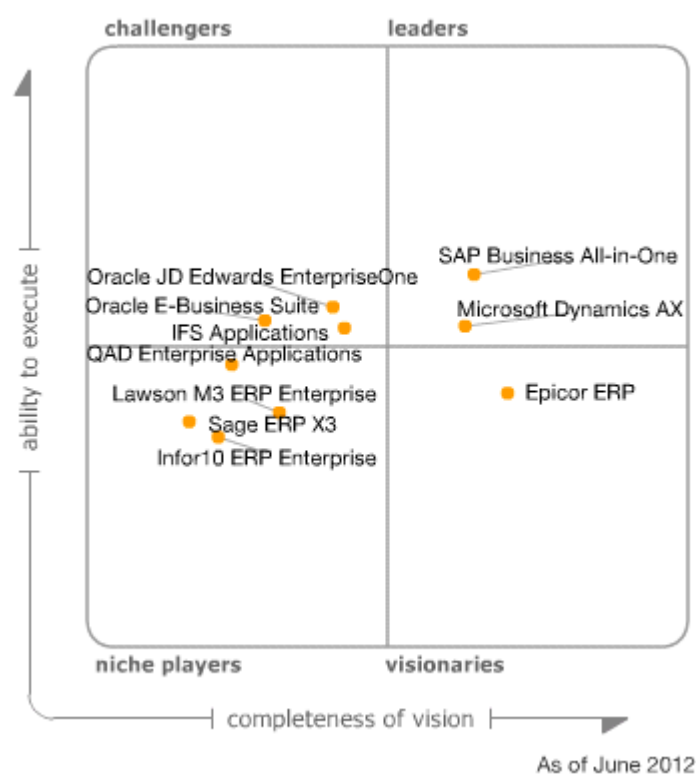 challengers
leaders
ability to execute
SAP Business All-in-One
Oracle JD Edwards EnterpriseOne
Oracle E-Business Suite
Microsoft Dynamics AX
IFS Applications
QAD Enterprise Applications
Lawson M3 ERP Enterprise
Epicor ERP
Sage ERP X3
Infor10 ERP Enterprise
niche players
visionaries
completeness of vision
As of June 2012